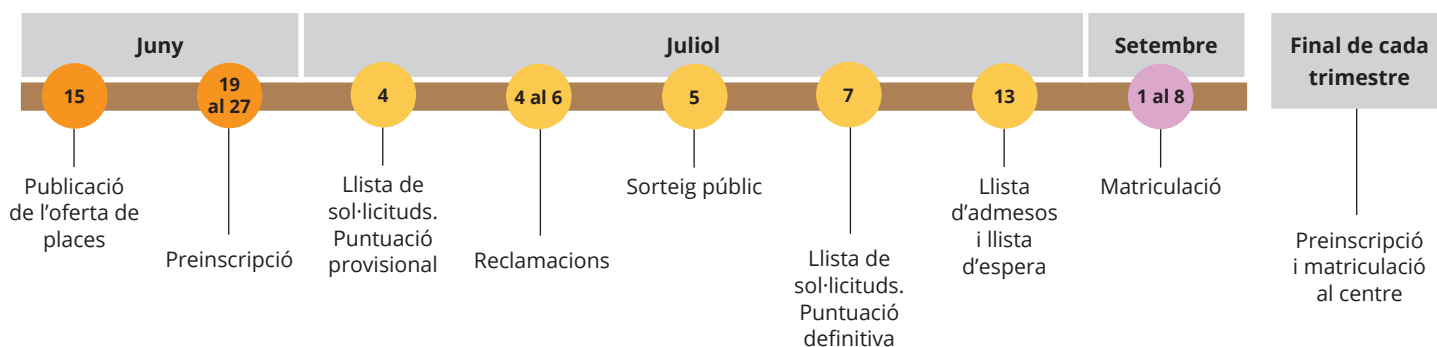 Juny
Juliol
Setembre
Final de cada
trimestre
15
19
al 27
4
4 al 6
5
7
13
1 al 8
Publicació
de l’oferta de
places
Preinscripció
Llista de
sol·licituds.
Puntuació
provisional
Reclamacions
Sorteig públic
Llista de
sol·licituds.
Puntuació
definitiva
Llista
d’admesos
i llista
d’espera
Matriculació
Preinscripció
i matriculació
al centre